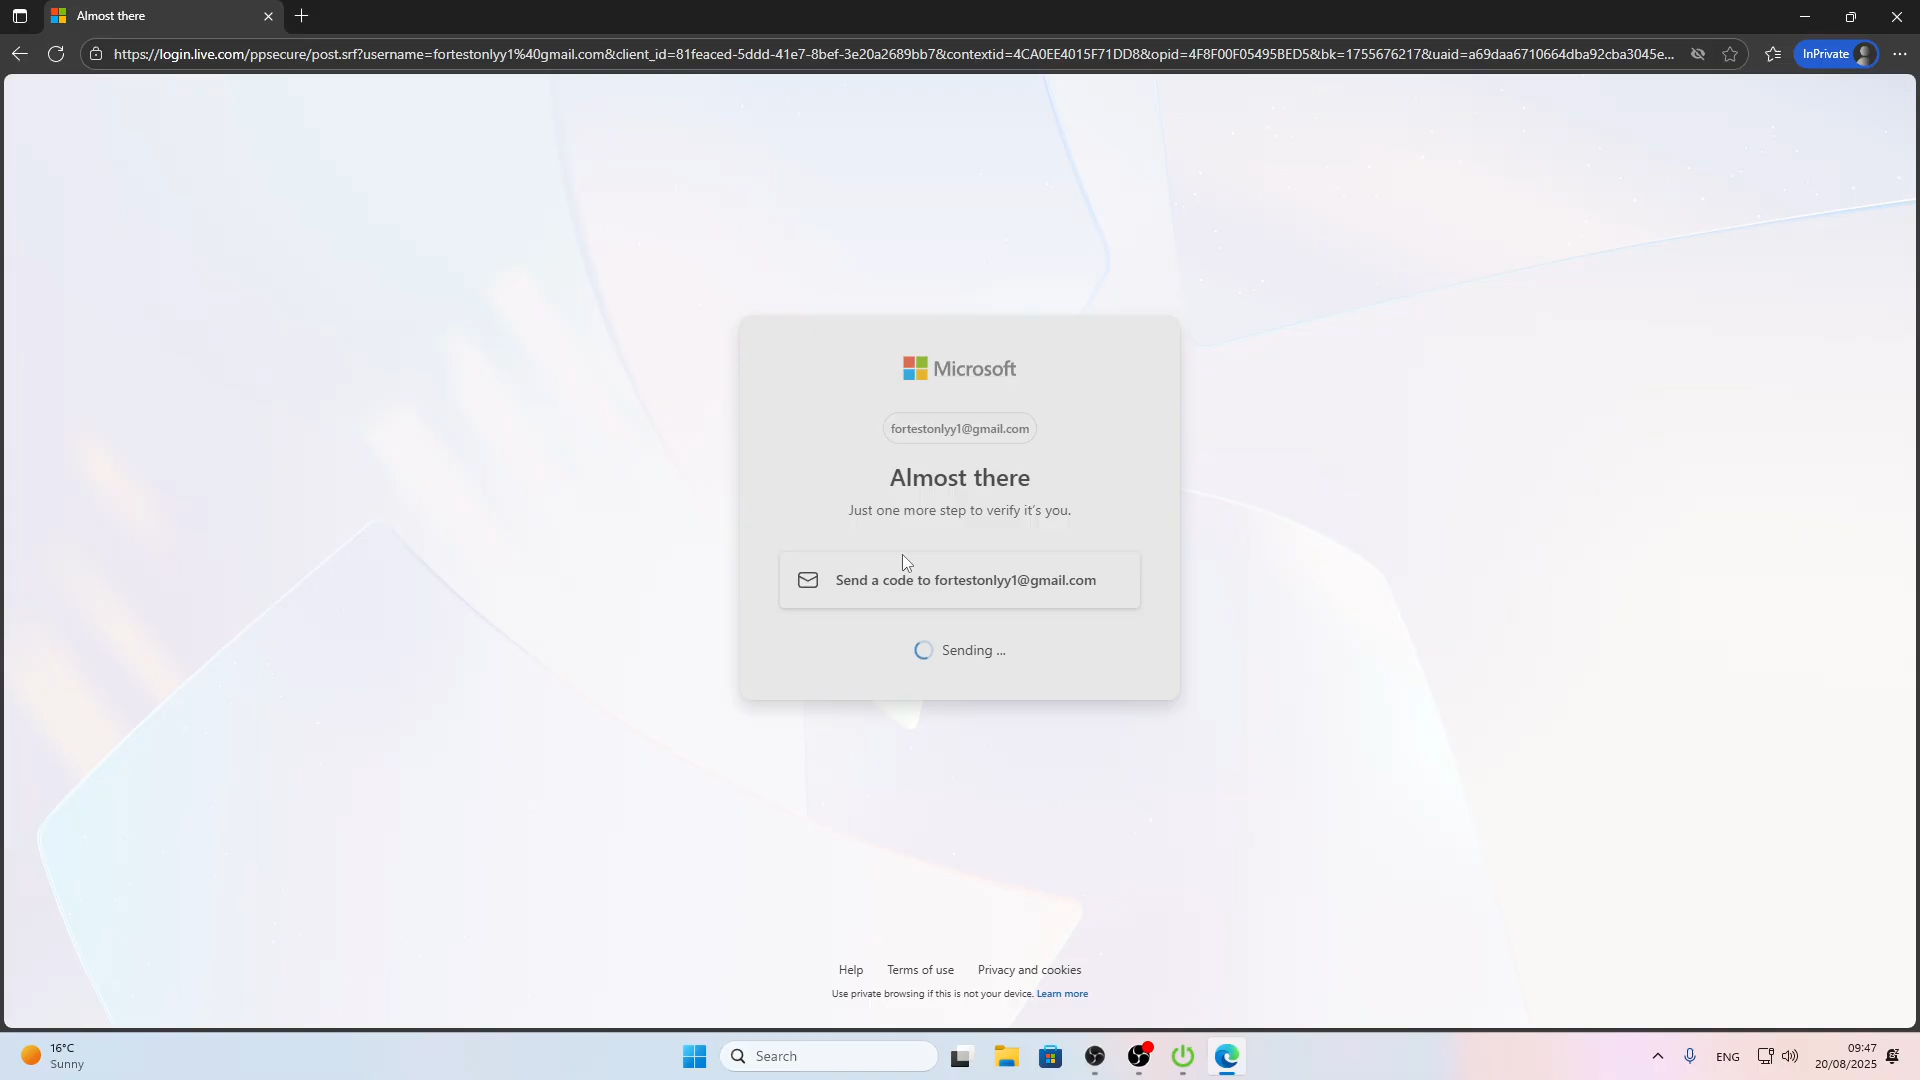 Almost there
https://login.live.com/ppsecure/post.srf?username=fortestonlyy1%40gmail.com&client_id=81feaced-5ddd-41e7-8bef-3e20a2689bb7&contextid=4CA0EE4015F71DD8&opid=4F8F00F05495BED5&bk=1755676217&uaid=a69daa6710664dba92cba3045e...
InPrivate
Microsoft
fortestonlyy1@gmail.com
Almost there
Just one more step to verify it's you.
Send a code to fortestonlyy1@gmail.com
Sending ...
Help Terms of use Privacy and cookies
Use private browsing if this is not your device. Learn more
16°C
Sunny
Search
ENG
09:47
20/08/2025